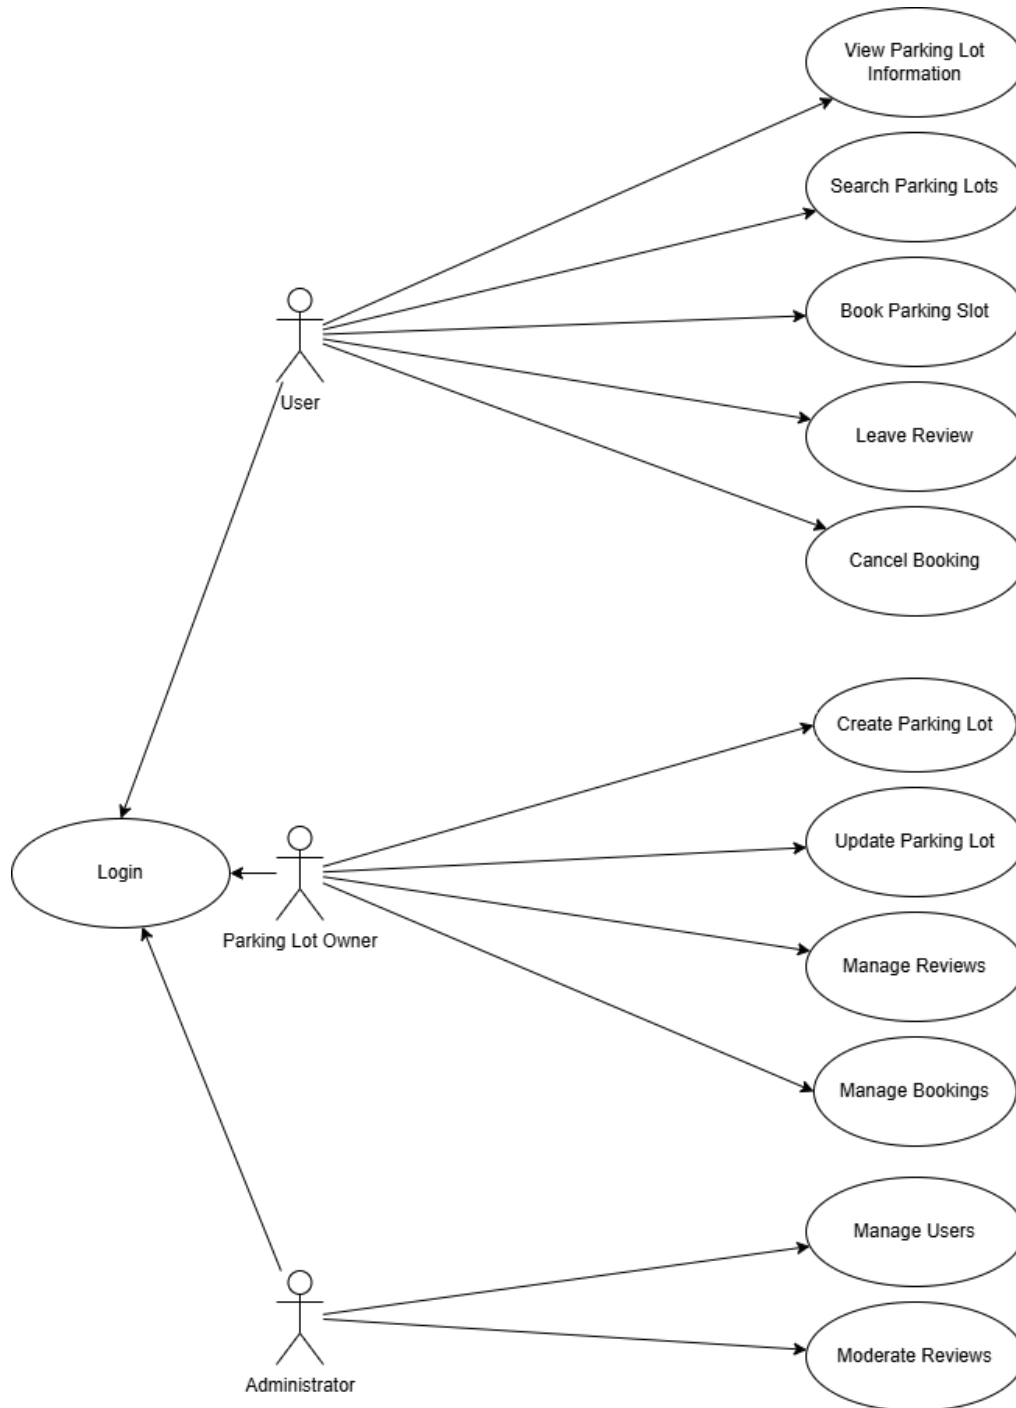 View Parking Lot
Information
Search Parking Lots
Book Parking Slot
User
Leave Review
Cancel Booking
Create Parking Lot
Update Parking Lot
Login
Parking Lot Owner
Manage Reviews
Manage Bookings
Manage Users
Moderate Reviews
Administrator